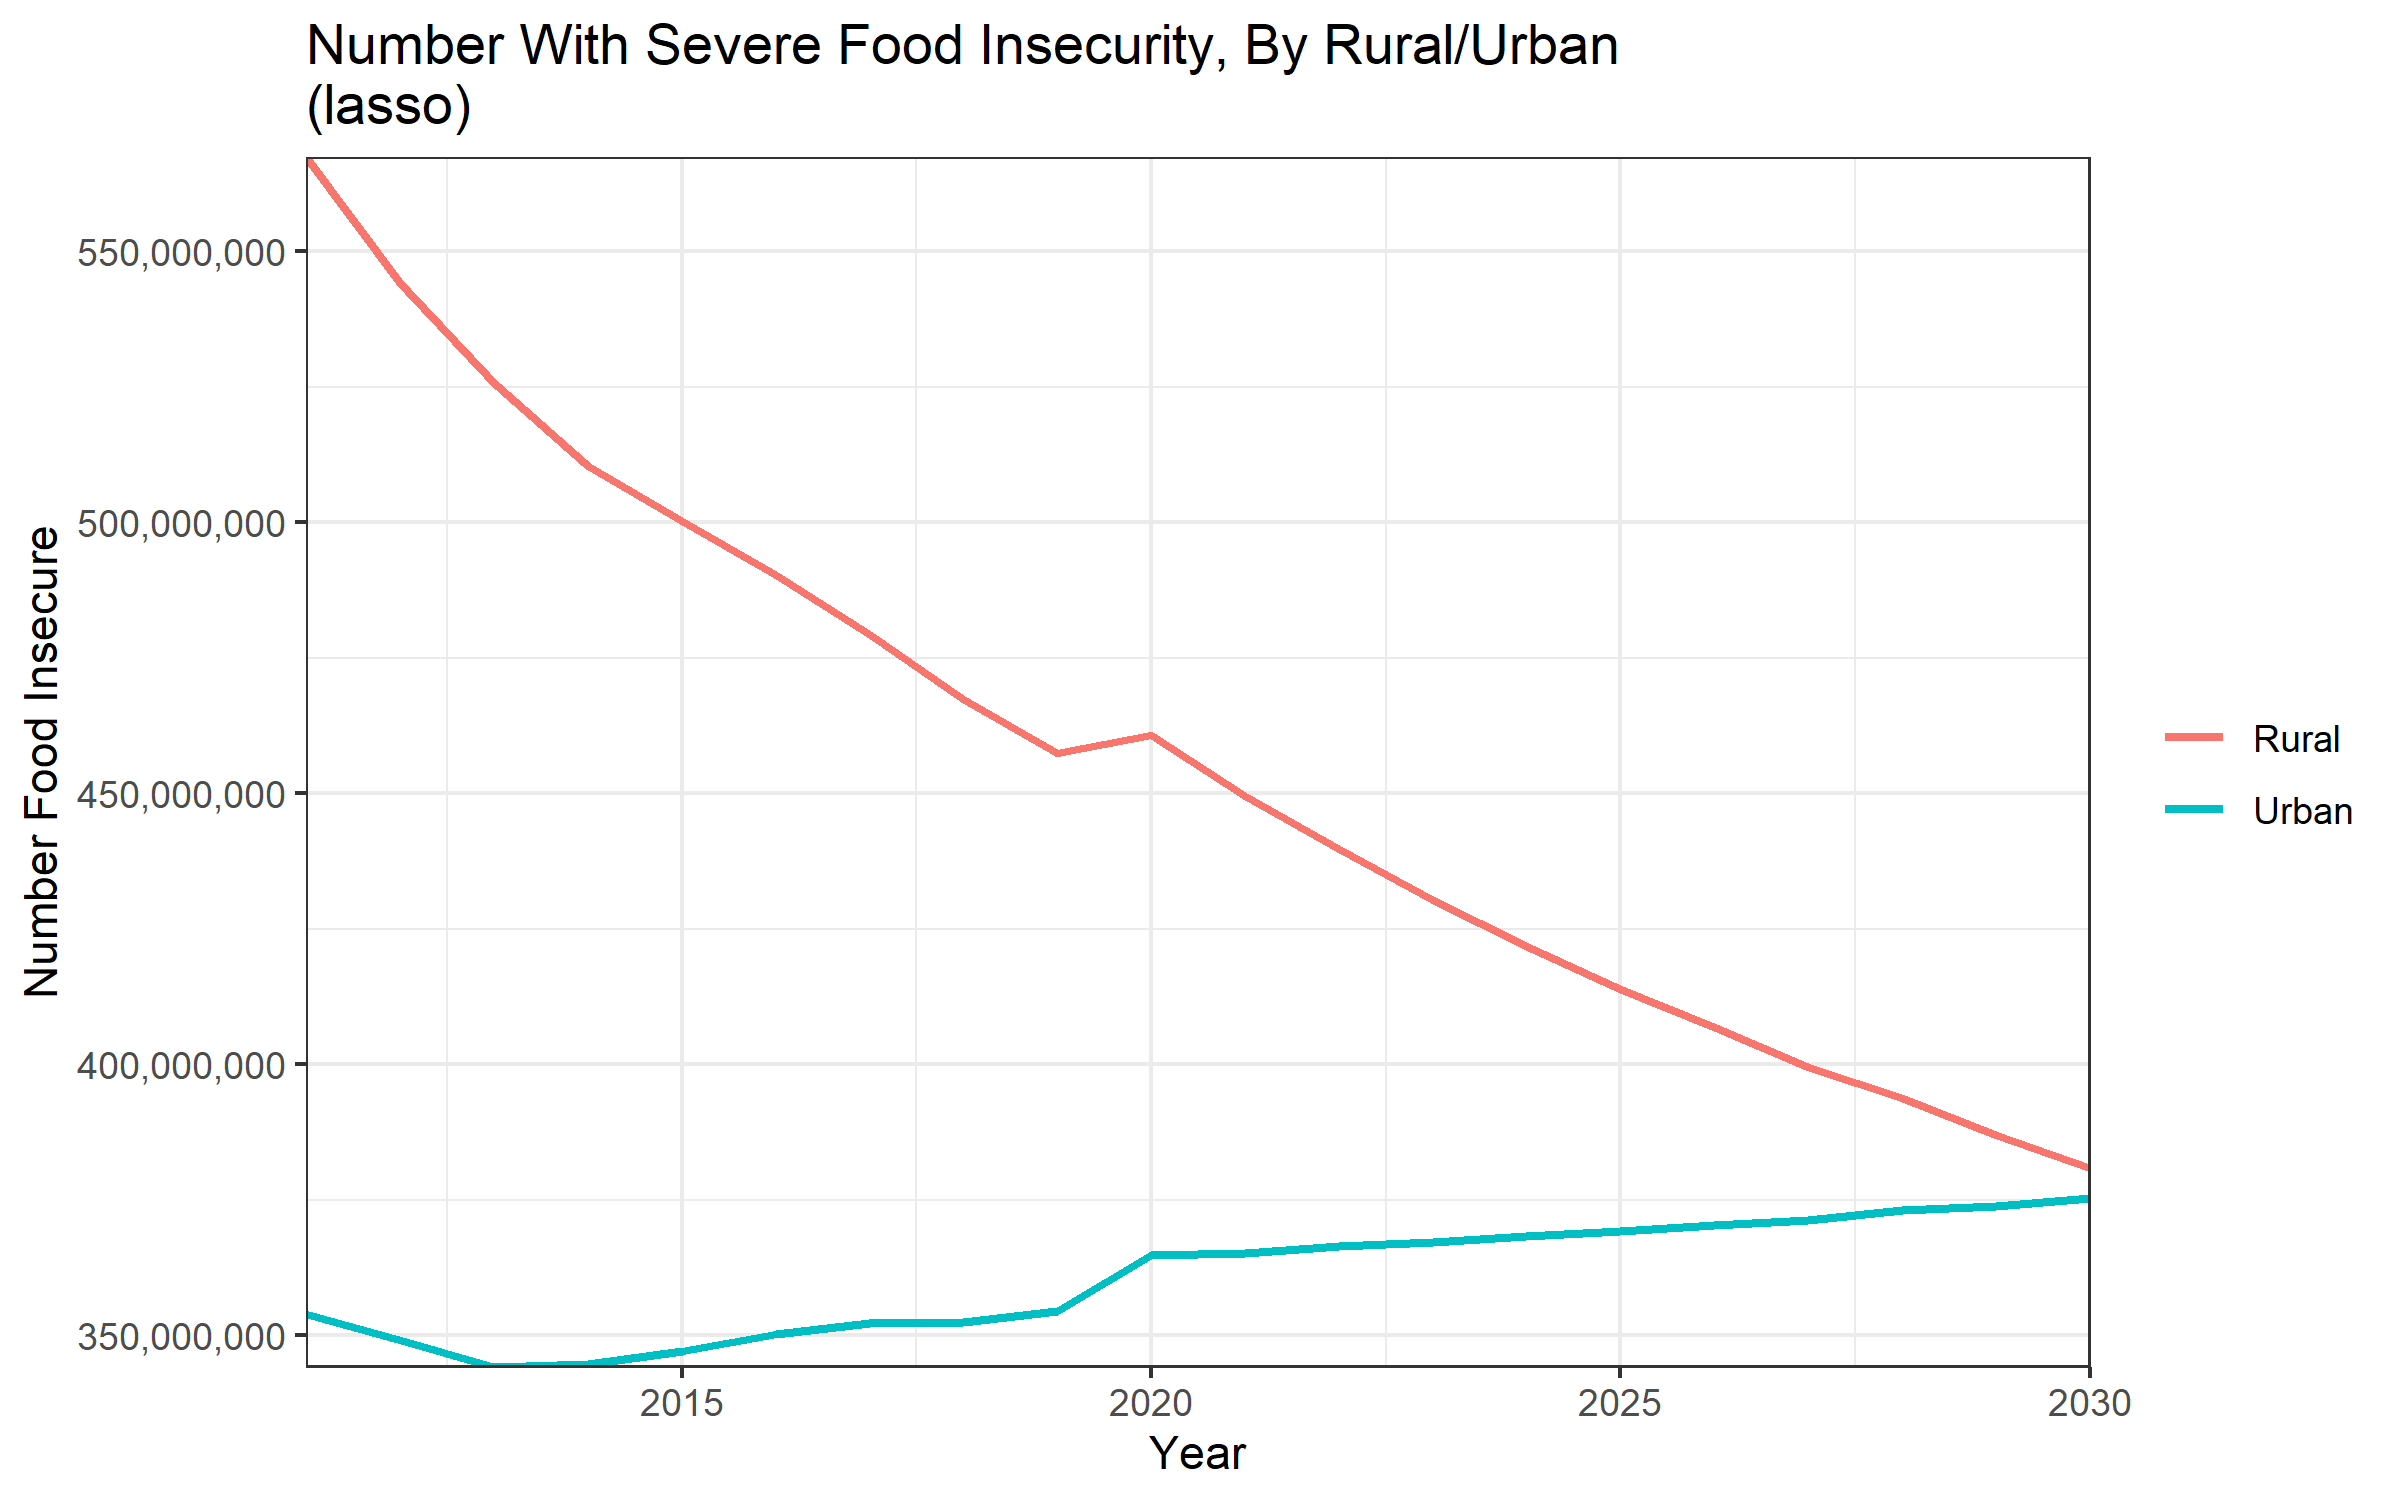 Number With Severe Food Insecurity, By Rural/Urban
(lasso)
Number Food Insecure
550,000,000
500,000,000
450,000,000
400,000,000
350,000,000
2015
2020
2025
2030
Year
Rural
Urban